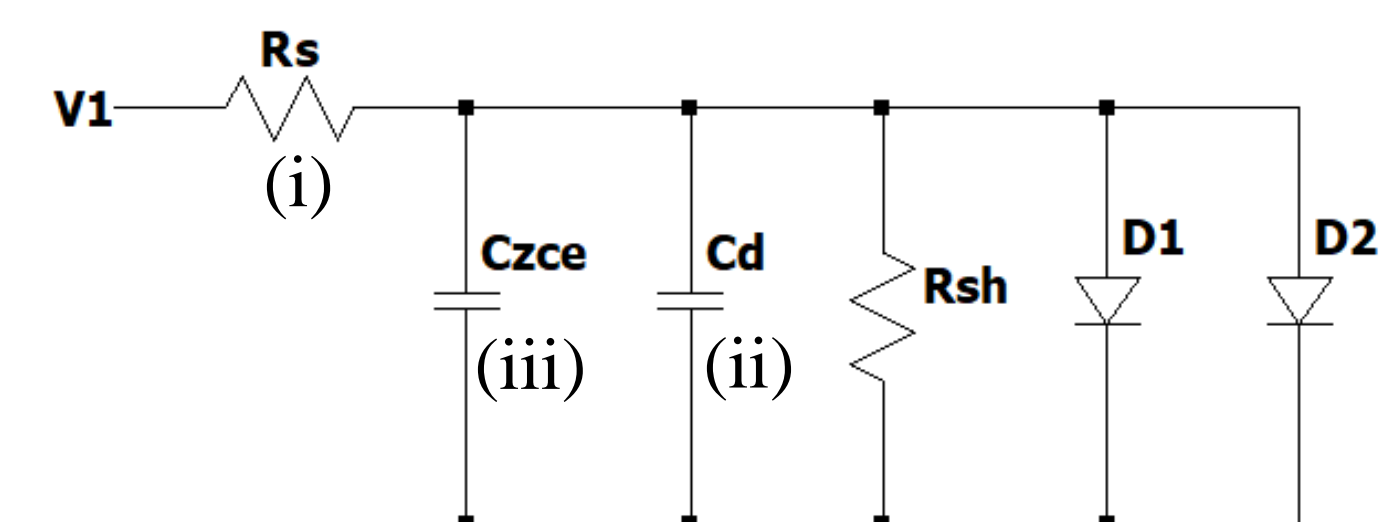 Rs
V1
(i)
Czce
Cd
Rsh
D1
D2
(iii)
(ii)